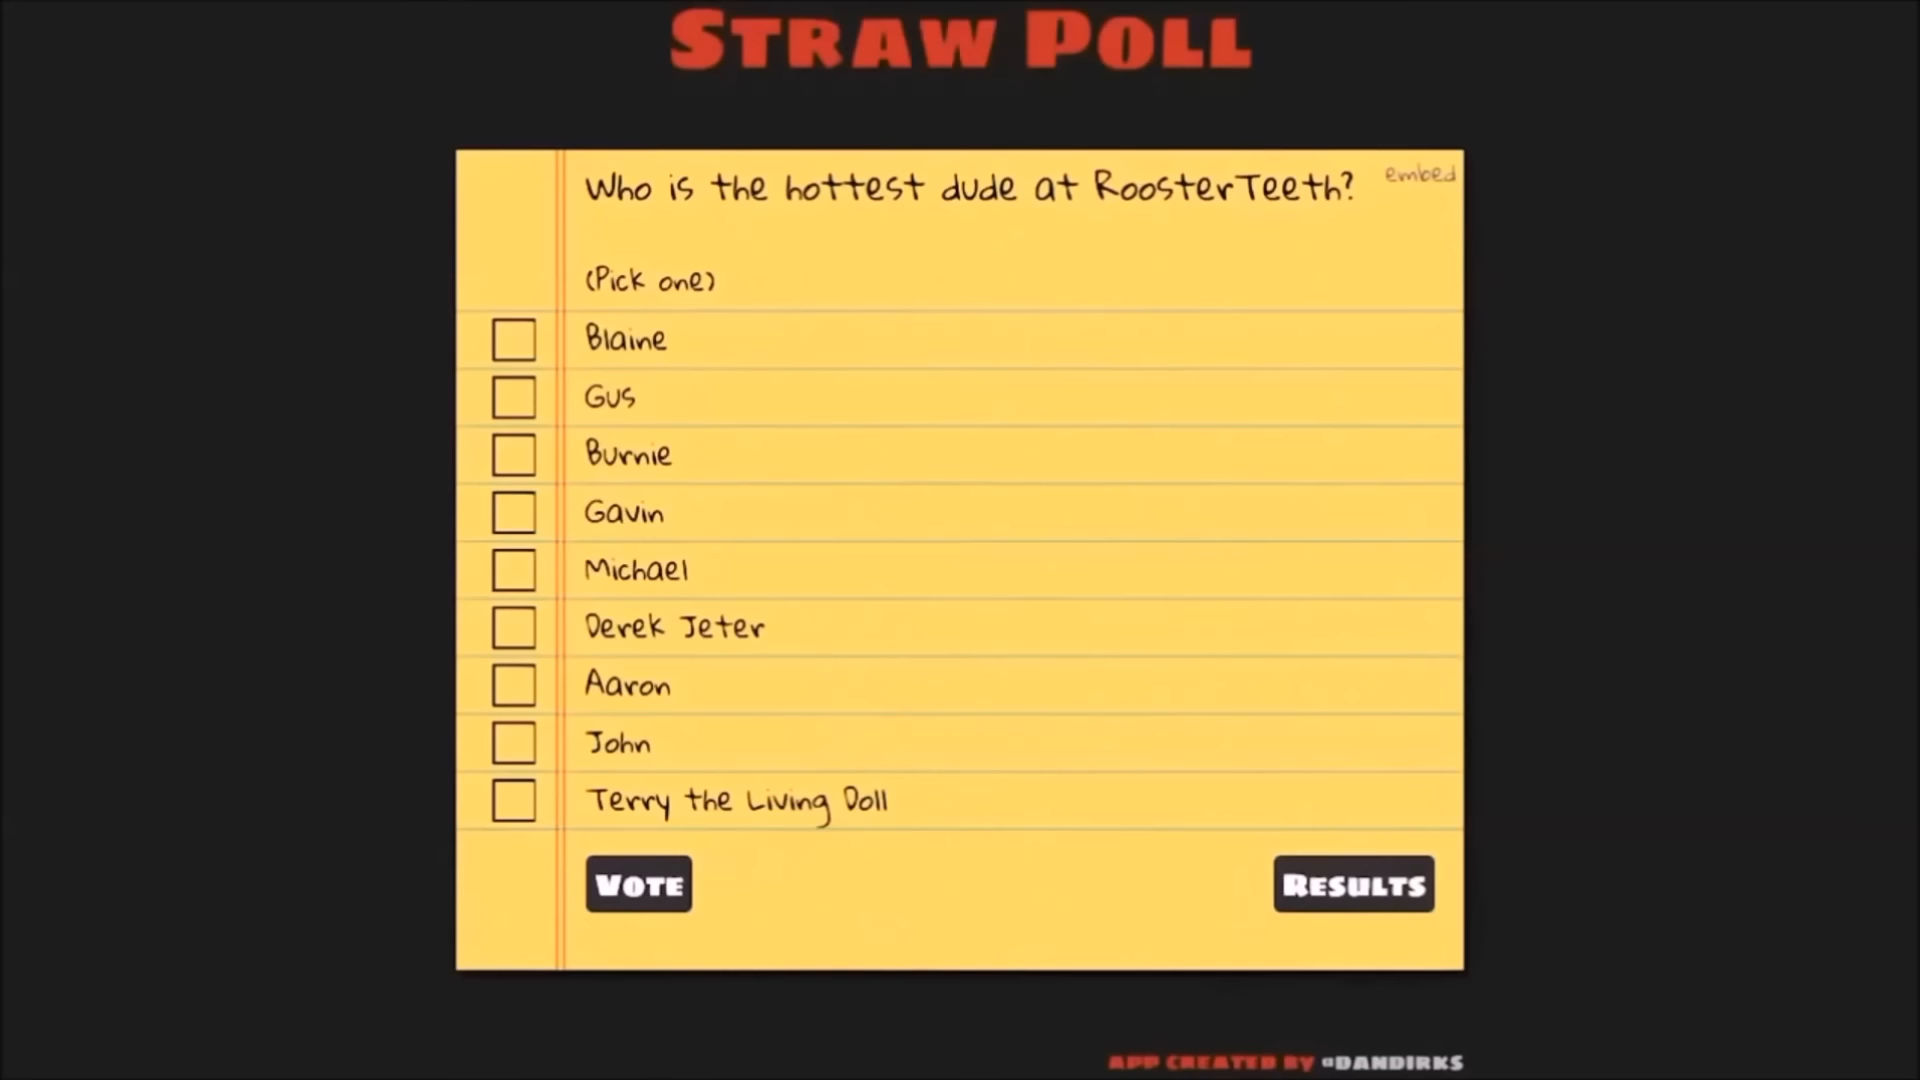 STRAW POLL
Who is the hottest dude at RoosterTeeth?
embed
(Pick one)
Blaine
Gus
Burnie
Gavin
Michael
Derek Jeter
Aaron
John
Terry the Living Doll
VOTE
RESULTS
APP CREATED BY @DANDIRKS